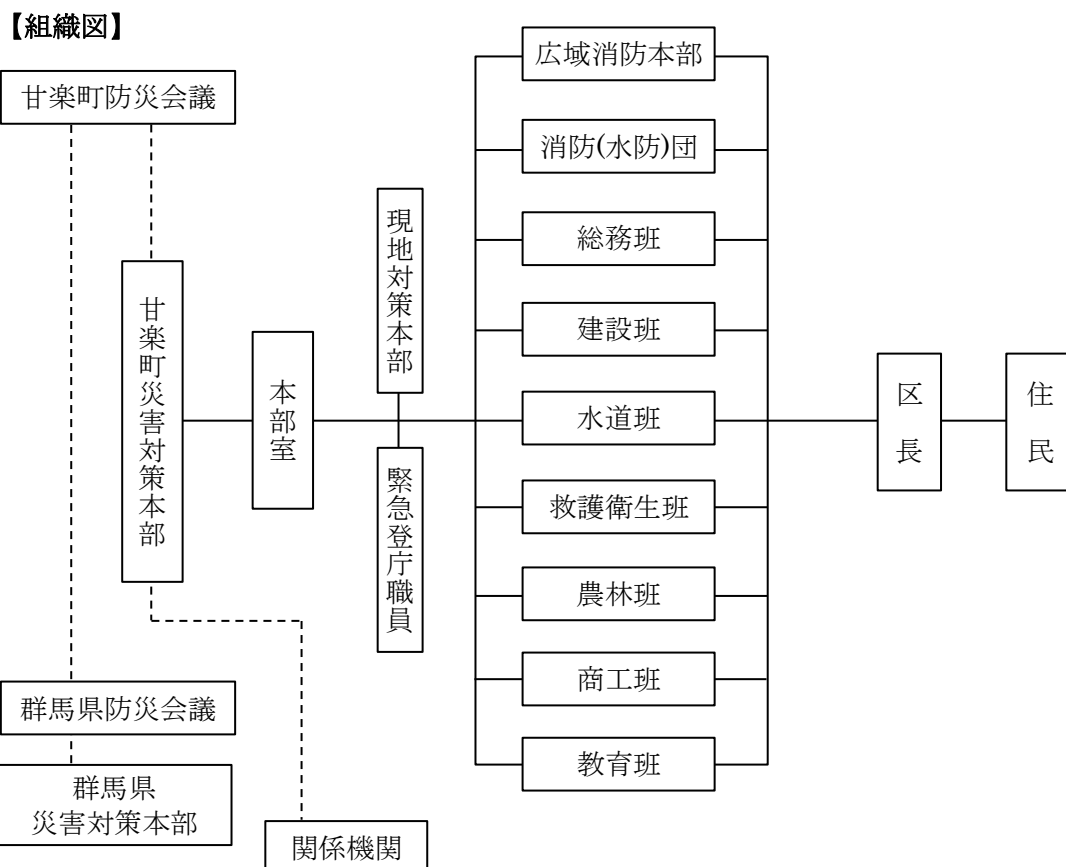 【組織図】
甘楽町防災会議
甘楽町災害対策本部
群馬県防災会議
群馬県
災害対策本部
関係機関
本部室
現地対策本部
緊急登庁職員
広域消防本部
消防(水防)団
総務班
建設班
水道班
救護衛生班
農林班
商工班
教育班
区長
住民